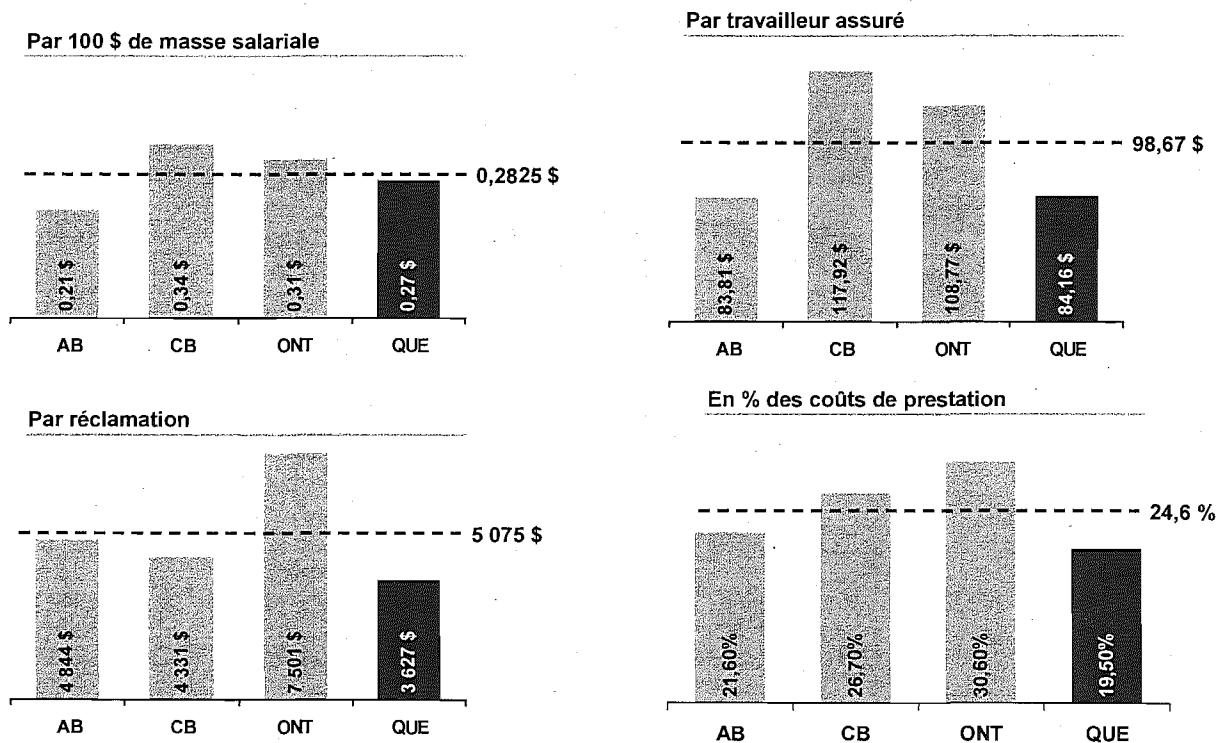 Par 100 $ de masse salariale
0,2825 $
0,21 $
0,34 $
0,31 $
0,27 $
AB CB ONT QUE
Par travailleur assuré
98,67 $
83,81 $
117,92 $
108,77 $
84,16 $
AB CB ONT QUE
Par réclamation
5 075 $
4 844 $
4 331 $
7 501 $
3 627 $
AB CB ONT QUE
En % des coûts de prestation
24,6 %
21,60%
26,70%
30,60%
19,50%
AB CB ONT QUE